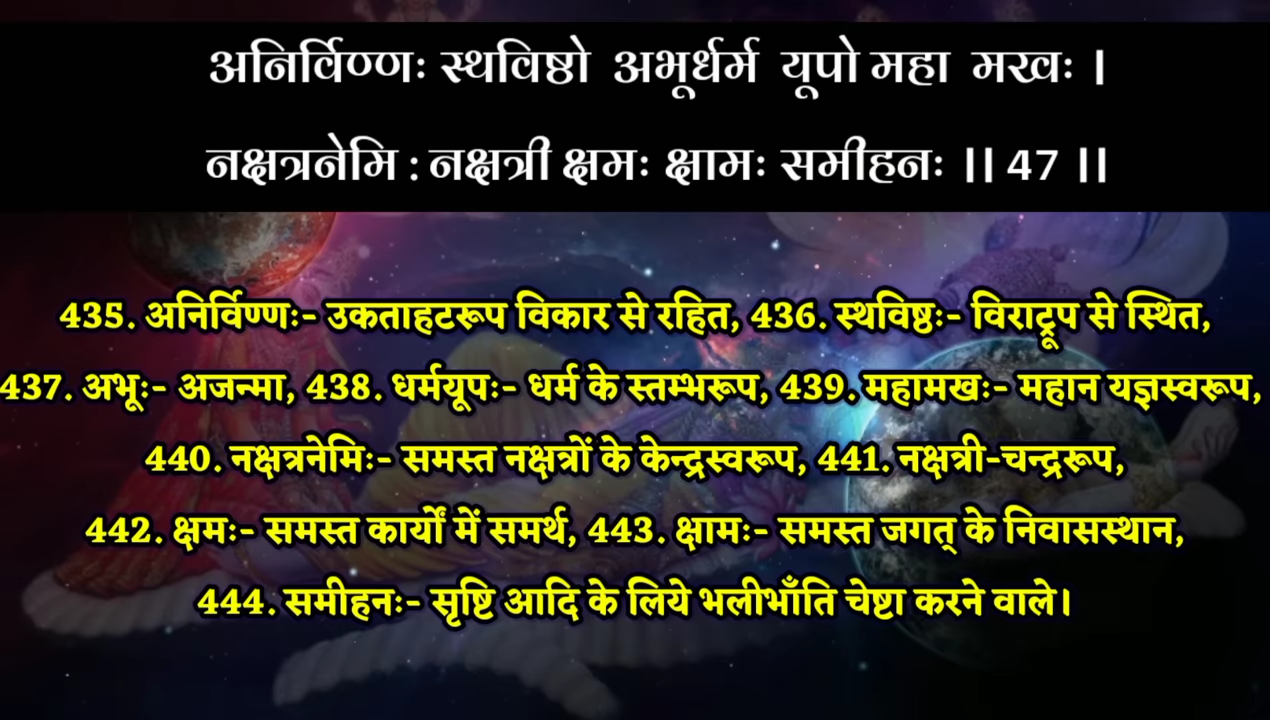 अनिर्विण्णः स्थविष्ठो अभूर्धर्म यूपो महा मखः ।
नक्षत्रनेमि : नक्षत्री क्षमः क्षामः समीहनः ।। 47 ।।
435. अनिर्विण्णः- उकताहटरूप विकार से रहित, 436. स्थविष्ठः- विराट्रूप से स्थित,
437. अभूः- अजन्मा, 438. धर्मयूपः- धर्म के स्तम्भरूप, 439. महामखः- महान यज्ञस्वरूप,
440. नक्षत्रनेमिः- समस्त नक्षत्रों के केन्द्रस्वरूप, 441. नक्षत्री-चन्द्ररूप,
442. क्षमः- समस्त कार्यों में समर्थ, 443. क्षामः- समस्त जगत् के निवासस्थान,
444. समीहनः- सृष्टि आदि के लिये भलीभाँति चेष्टा करने वाले।